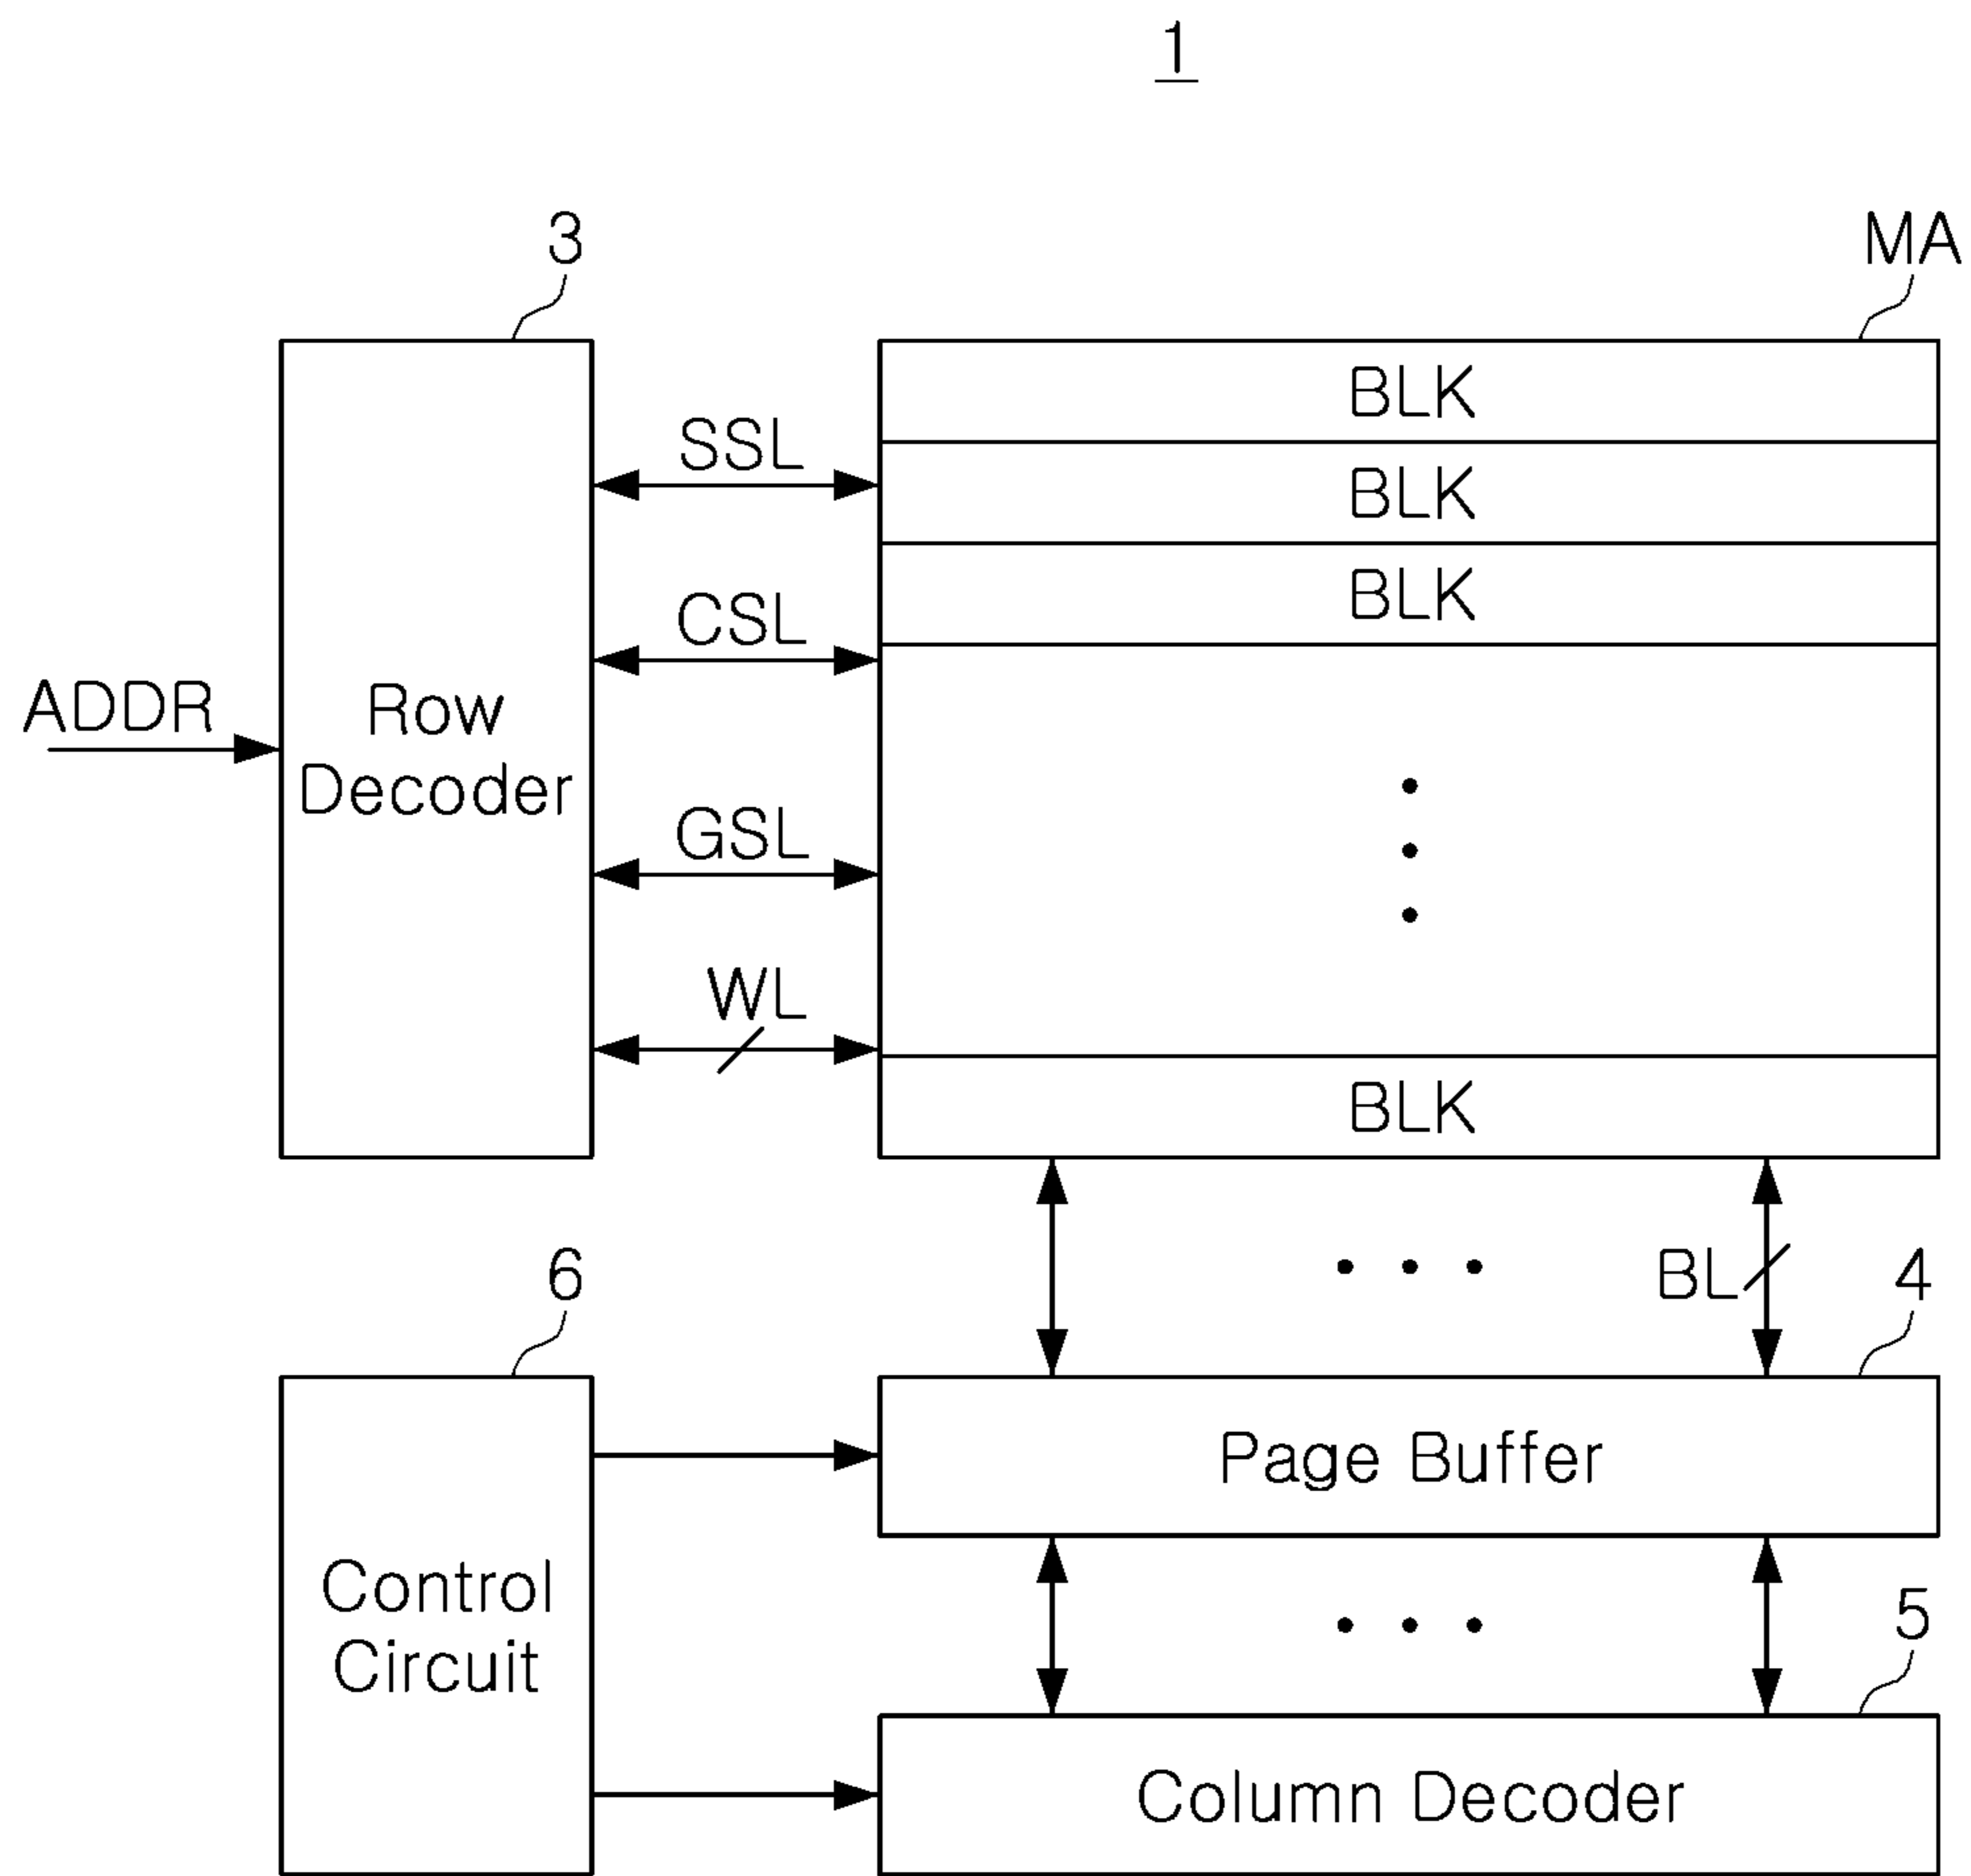 1
3
MA
BLK
SSL
BLK
BLK
CSL
ADDR
Row
Decoder
GSL
WL
BLK
6
BL
4
Page Buffer
Control
Circuit
5
Column Decoder